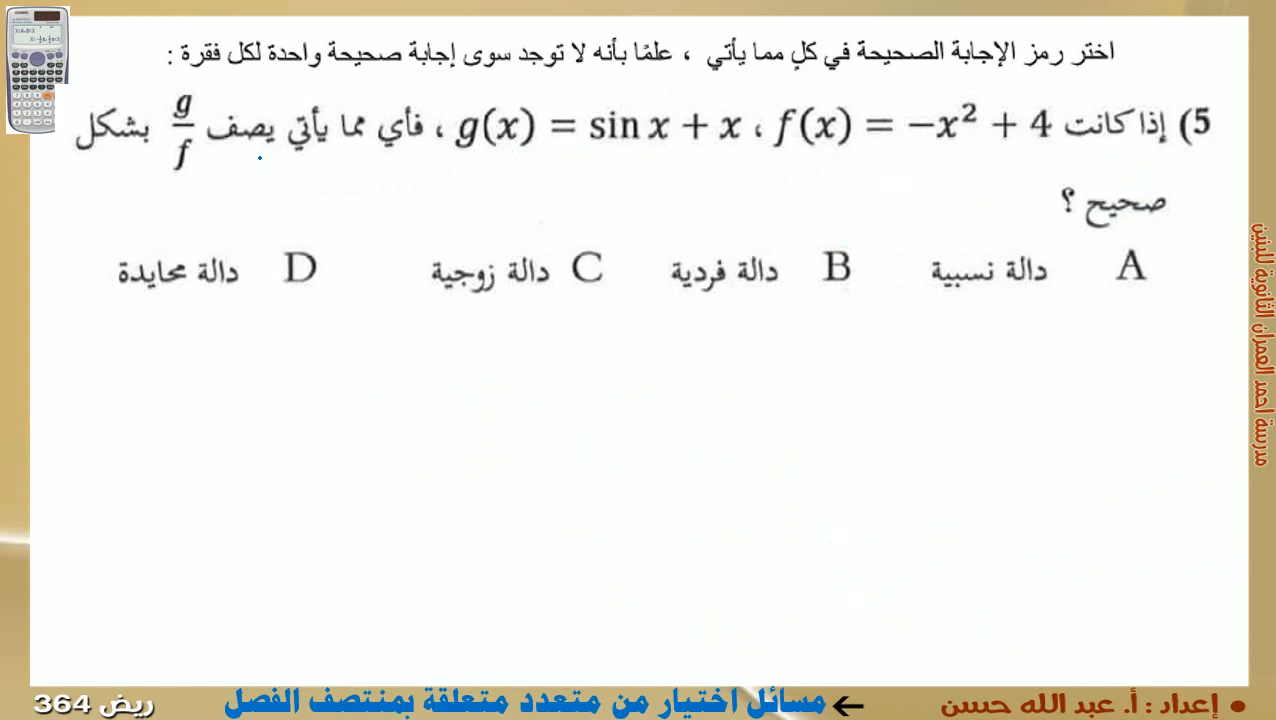 اختر رمز الإجابة الصحيحة في كلٍ مما يأتي ، علمًا بأنه لا توجد سوى إجابة صحيحة واحدة لكل فقرة :
5) إذا كانت f(x) = −x² + 4 ، g(x) = sin x + x ، فأي مما يأتي يصف g/f بشكل
صحيح ؟
A دالة نسبية B دالة فردية C دالة زوجية D دالة محايدة
مدرسة احمد العمران الثانوية للبنين
• إعداد : أ. عبد الله حسن ← مسائل اختيار من متعدد متعلقة بمنتصف الفصل ريض 364